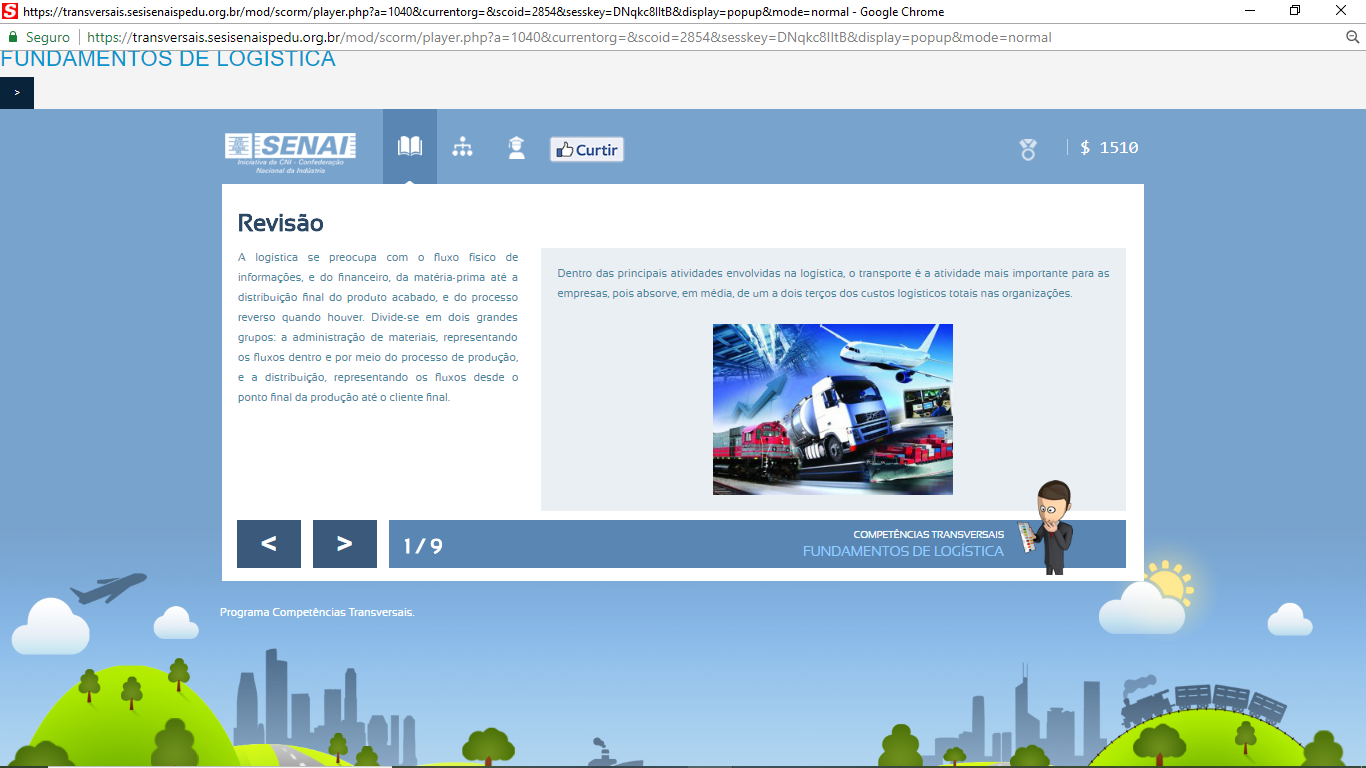 https://transversais.sesisenaispedu.org.br/mod/scorm/player.php?a=1040&currentorg=&scoid=2854&sesskey=DNqkc8lItB&display=popup&mode=normal - Google Chrome
Seguro
https://transversais.sesisenaispedu.org.br/mod/scorm/player.php?a=1040&currentorg=&scoid=2854&sesskey=DNqkc8lItB&display=popup&mode=normal
FUNDAMENTOS DE LOGÍSTICA
>
SENAI
Iniciativa da CNI - Confederação
Nacional da Indústria
Curtir
$ 1510
Revisão
A logística se preocupa com o fluxo físico de
informações, e do financeiro, da matéria-prima até a
distribuição final do produto acabado, e do processo
reverso quando houver. Divide-se em dois grandes
grupos: a administração de materiais, representando
os fluxos dentro e por meio do processo de produção,
e a distribuição, representando os fluxos desde o
ponto final da produção até o cliente final.
Dentro das principais atividades envolvidas na logística, o transporte é a atividade mais importante para as
empresas, pois absorve, em média, de um a dois terços dos custos logísticos totais nas organizações.
<
>
1 / 9
COMPETÊNCIAS TRANSVERSAIS
FUNDAMENTOS DE LOGÍSTICA
Programa Competências Transversais.